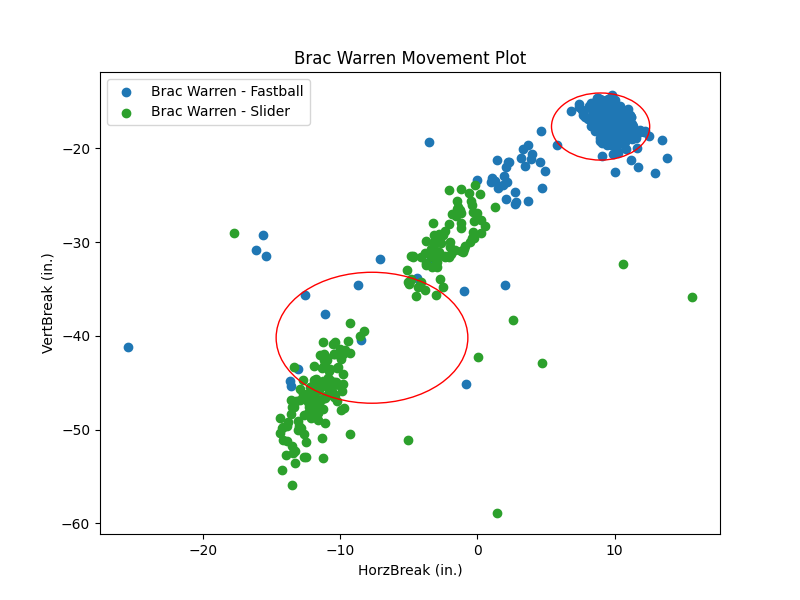 Brac Warren Movement Plot
Brac Warren - Fastball
Brac Warren - Slider
VertBreak (in.)
−20
−30
−40
−50
−60
−20
−10
0
10
HorzBreak (in.)